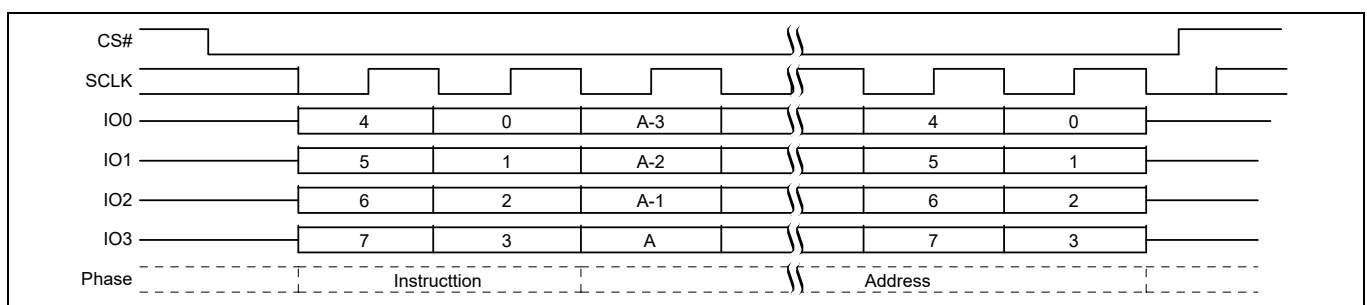 CS#
SCLK
IO0 4 0 A-3 4 0
IO1 5 1 A-2 5 1
IO2 6 2 A-1 6 2
IO3 7 3 A 7 3
Phase Instructtion Address